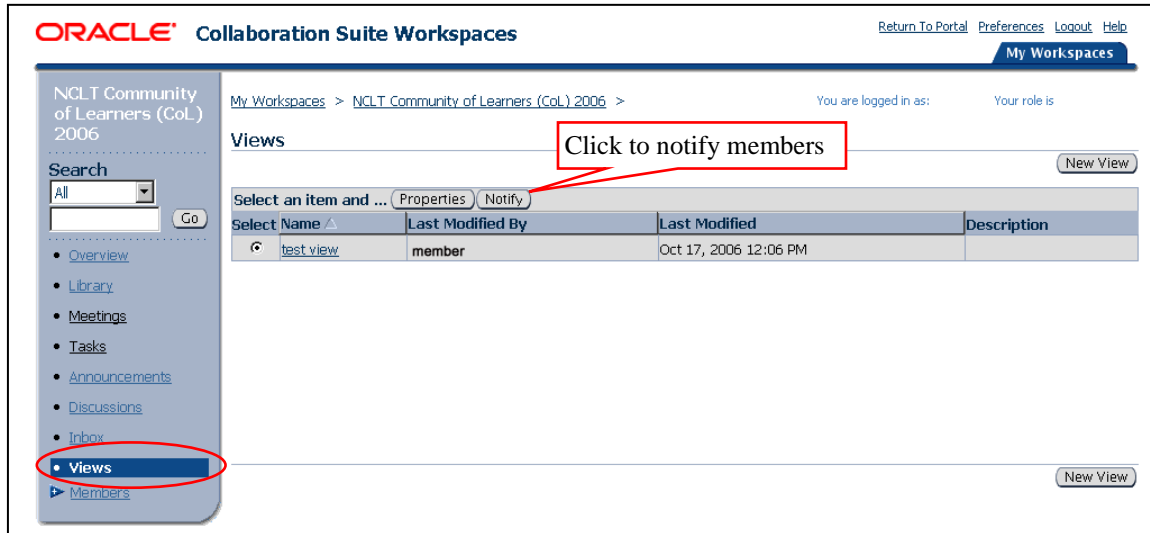 ORACLE Collaboration Suite Workspaces
Return To Portal Preferences Logout Help
My Workspaces
NCLT Community
of Learners (CoL)
2006
Search
All
Go
• Overview
• Library
• Meetings
• Tasks
• Announcements
• Discussions
• Inbox
• Views
Members
My Workspaces > NCLT Community of Learners (CoL) 2006 >
You are logged in as: Your role is
Views
Click to notify members
New View
Select an item and ... Properties Notify
Select Name Last Modified By Last Modified Description
test view member Oct 17, 2006 12:06 PM
New View